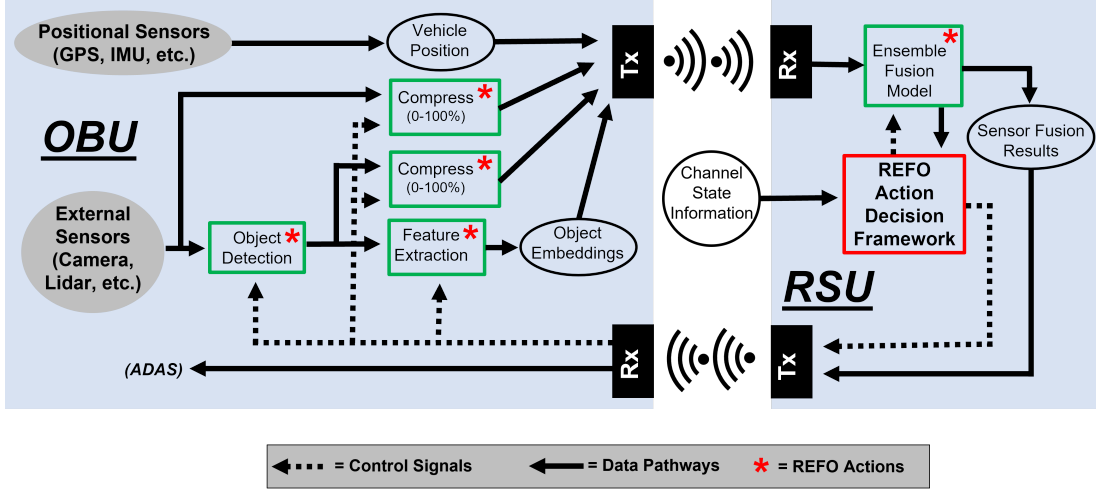 Positional Sensors
(GPS, IMU, etc.)
Vehicle
Position
Tx
Rx
Ensemble *
Fusion
Model
Compress *
(0-100%)
OBU
Sensor Fusion
Results
Compress *
(0-100%)
Channel
State
Information
REFO
Action
Decision
Framework
External
Sensors
(Camera,
Lidar, etc.)
Object *
Detection
Feature *
Extraction
Object
Embeddings
RSU
Rx
Tx
(ADAS)
= Control Signals
= Data Pathways
* = REFO Actions